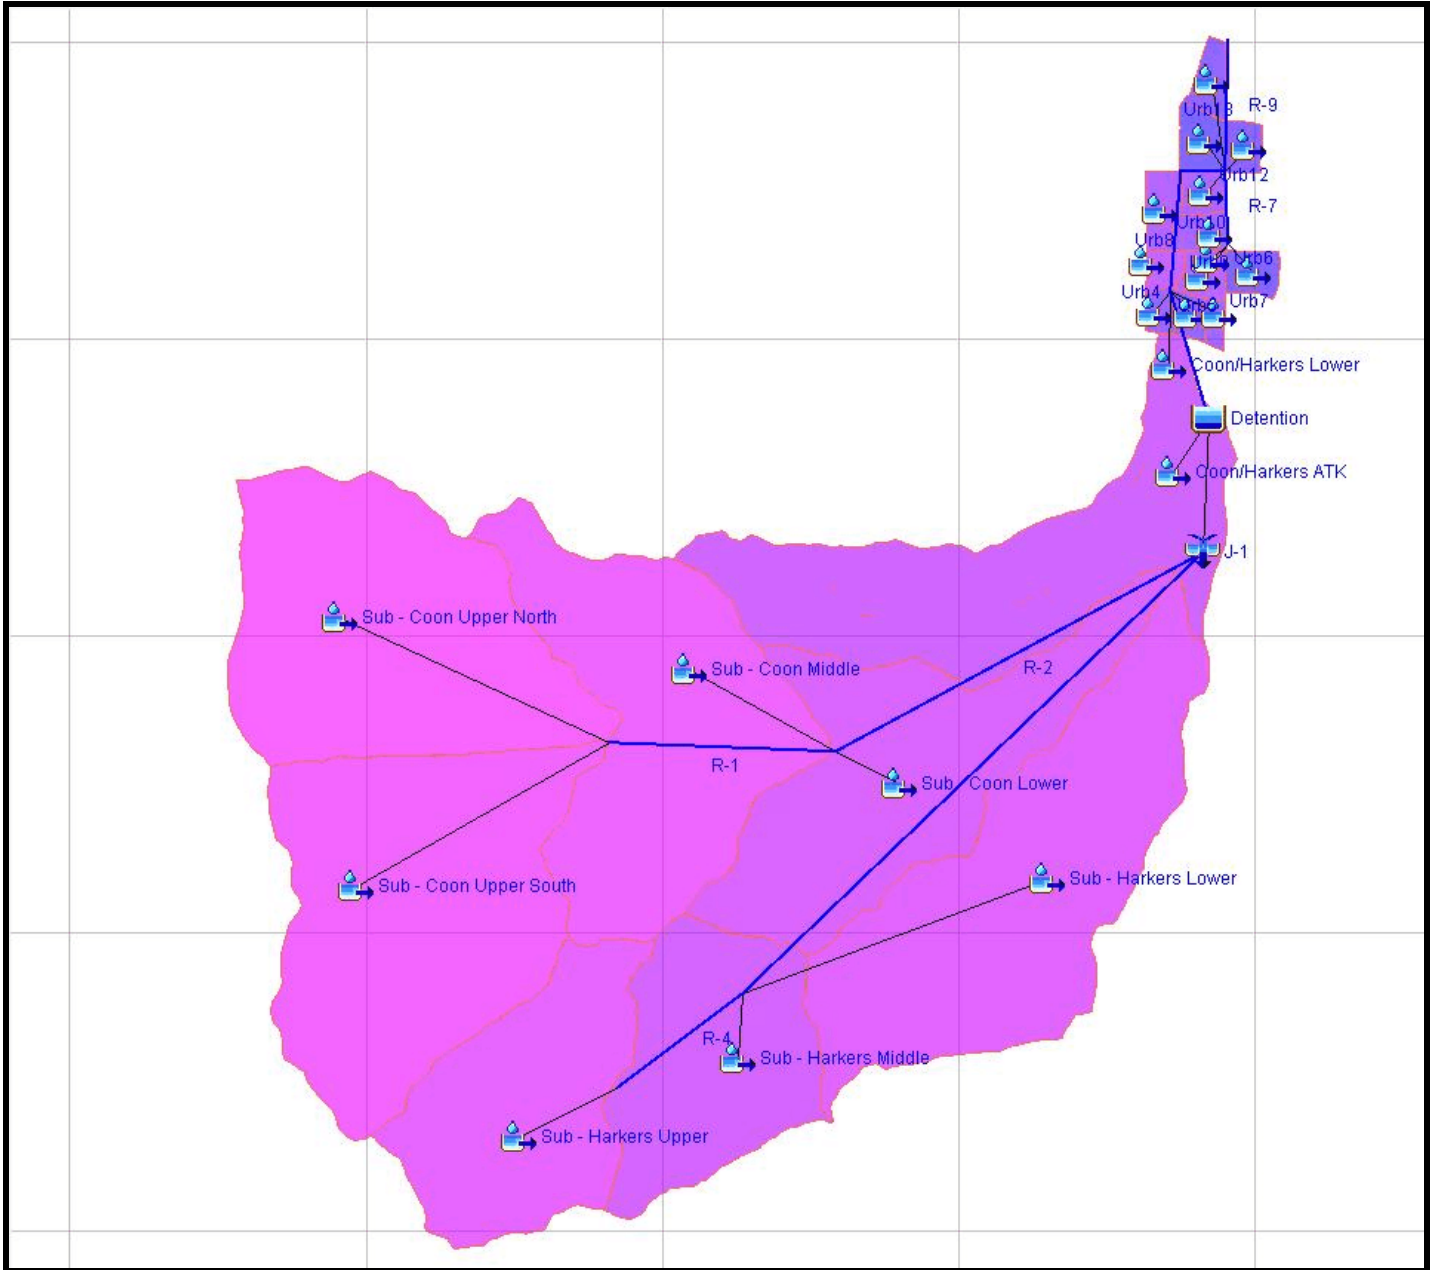 R-9
Urb13
Urb12
R-7
Urb10
Urb8
Urb6
Urb4
Urb7
Coon/Harkers Lower
Detention
Coon/Harkers ATK
J-1
Sub - Coon Upper North
Sub - Coon Middle
R-2
R-1
Sub - Coon Lower
Sub - Harkers Lower
Sub - Coon Upper South
R-4
Sub - Harkers Middle
Sub - Harkers Upper